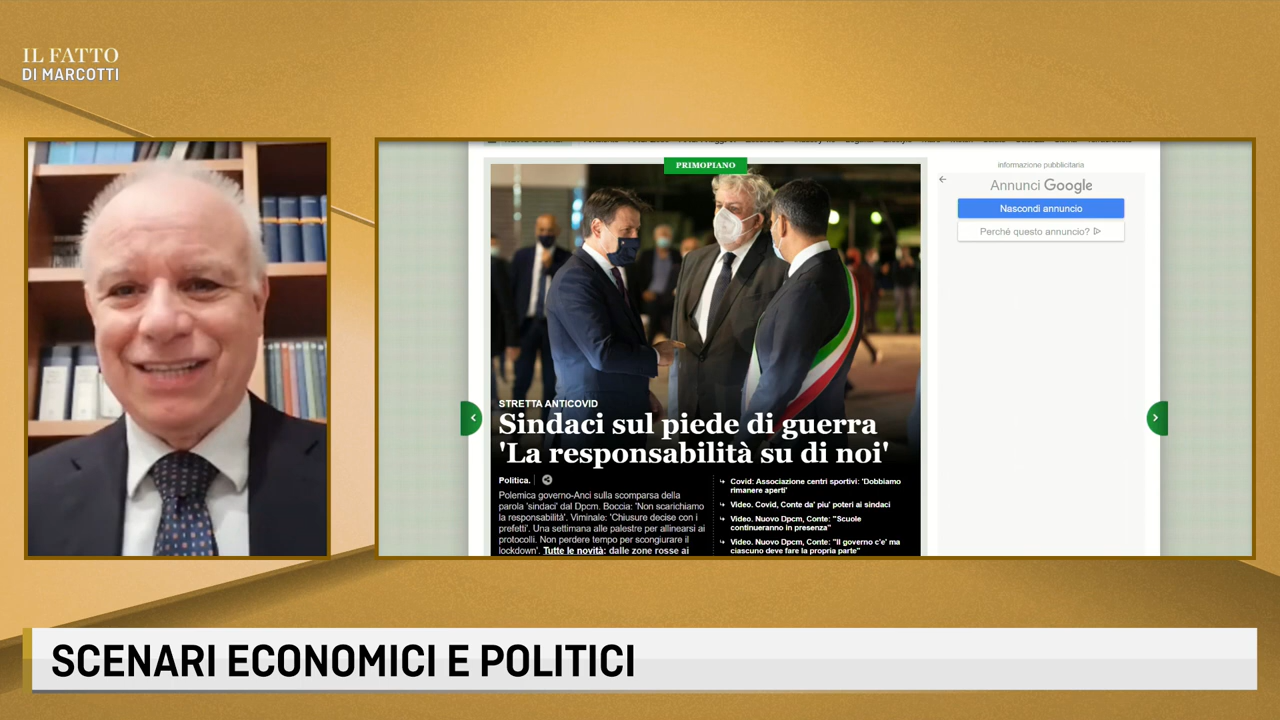 IL FATTO
DI MARCOTTI
PRIMOPIANO
informazione pubblicitaria
Annunci Google
Nascondi annuncio
Perché questo annuncio?
STRETTA ANTICOVID
Sindaci sul piede di guerra
'La responsabilità su di noi'
Politica.
Polemica governo-Anci sulla scomparsa della
parola 'sindaci' dal Dpcm. Boccia: 'Non scarichiamo
la responsabilità'. Viminale: 'Chiusure decise con i
prefetti'. Una settimana alle palestre per allinearsi ai
protocolli. Non perdere tempo per scongiurare il
lockdown'. Tutte le novità: dalle zone rosse ai
Covid: Associazione centri sportivi: 'Dobbiamo
rimanere aperti'
Video. Covid, Conte da' piu' poteri ai sindaci
Video. Nuovo Dpcm, Conte: "Scuole
continueranno in presenza"
Video. Nuovo Dpcm, Conte: "Il governo c'e' ma
ciascuno deve fare la propria parte"
SCENARI ECONOMICI E POLITICI